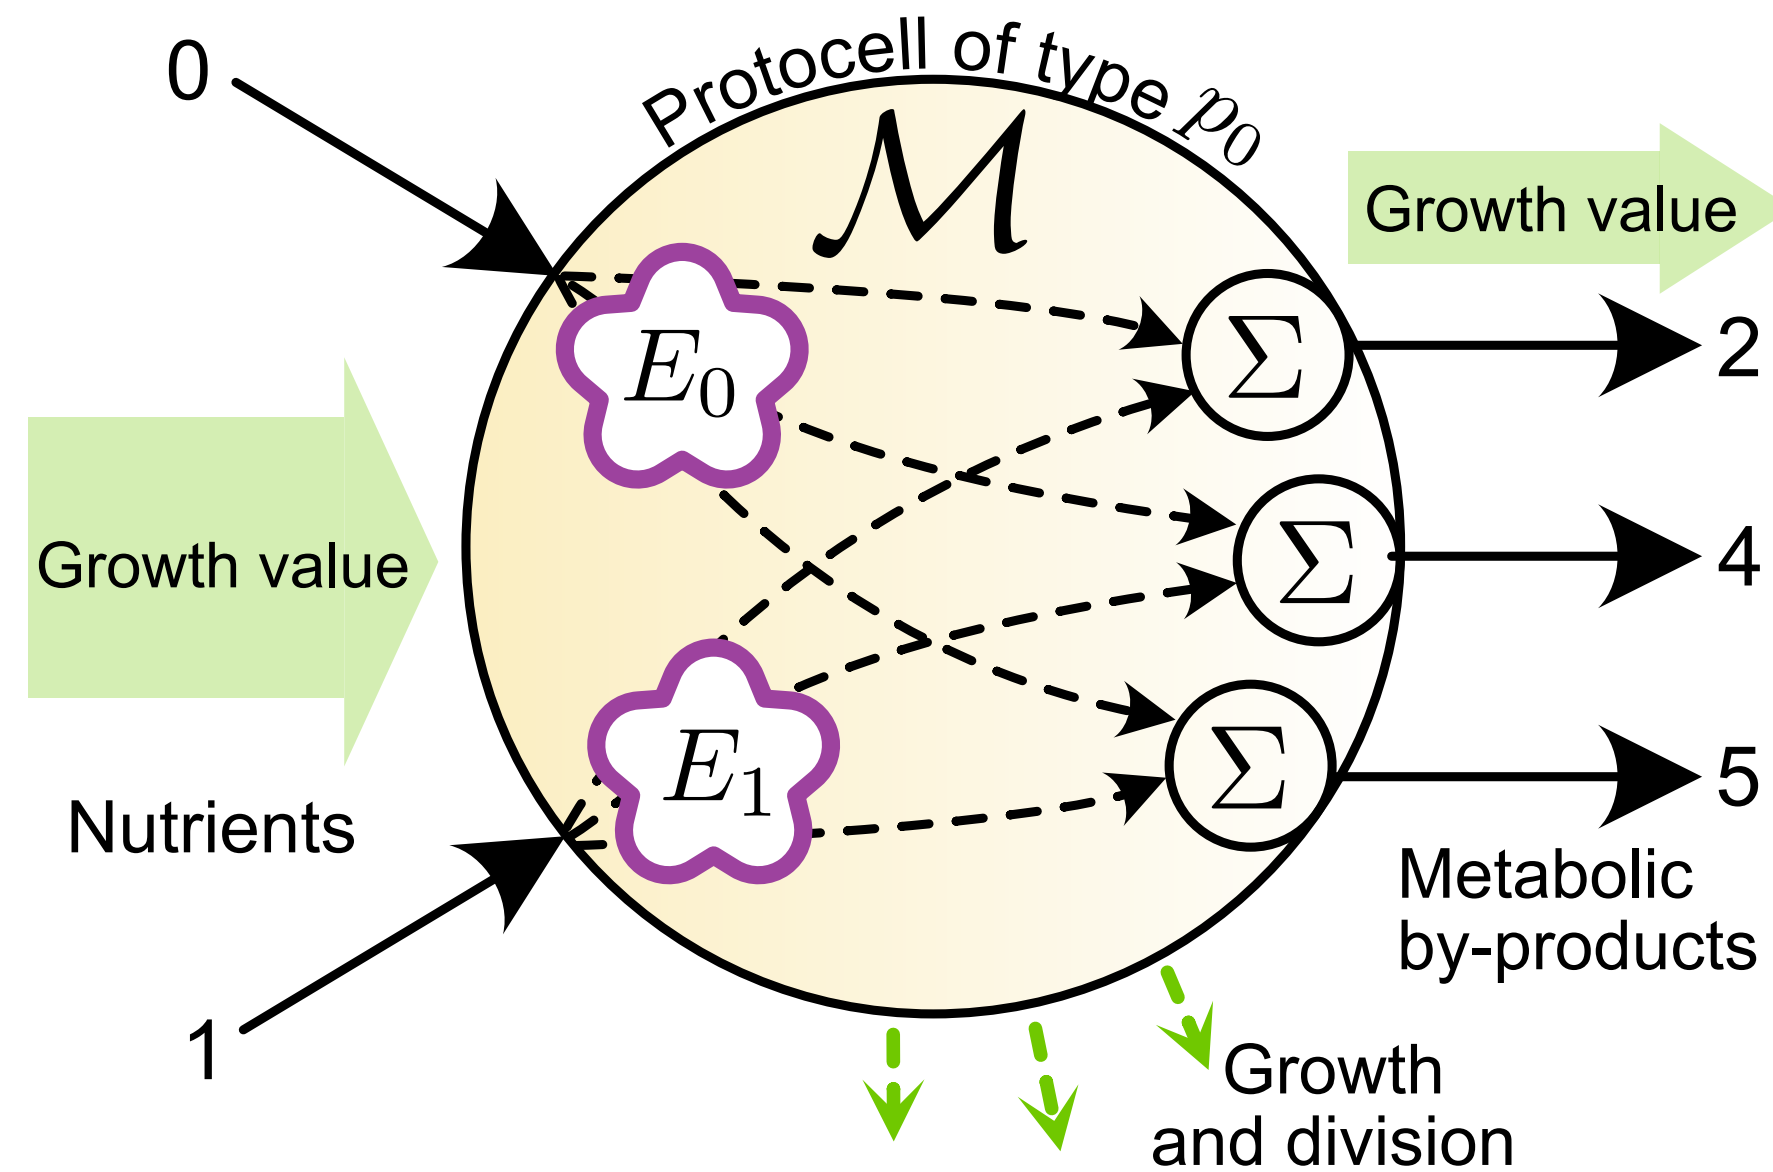 0
Protocell of type p₀
ℳ
Growth value
E₀
Σ
2
Growth value
Σ
4
E₁
Σ
5
Nutrients
1
Metabolic
by-products
Growth
and division